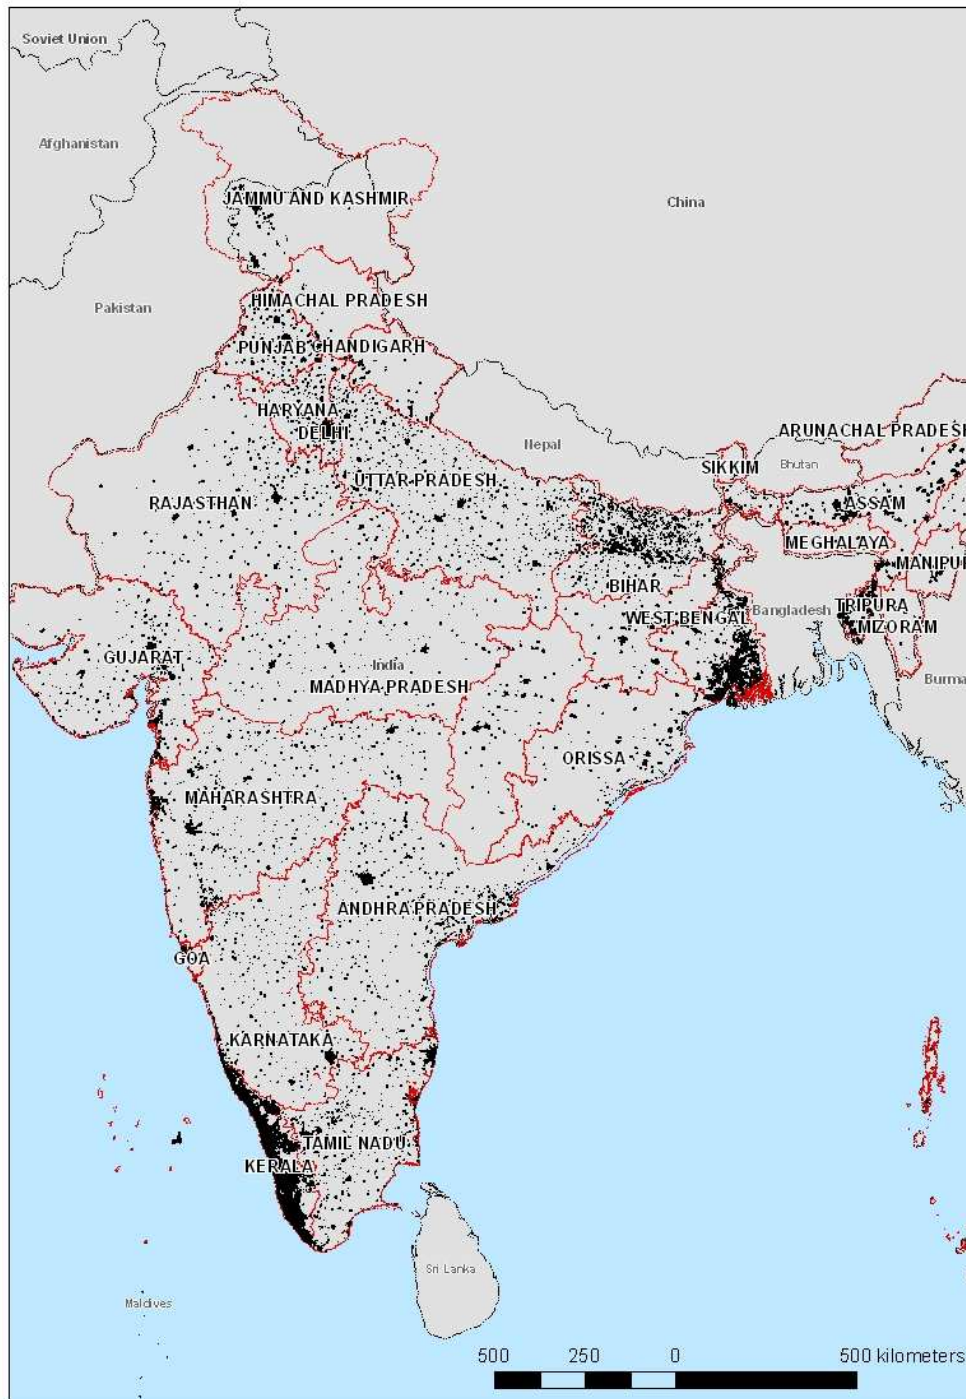 Soviet Union
Afghanistan
China
JAMMU AND KASHMIR
Pakistan
HIMACHAL PRADESH
PUNJAB CHANDIGARH
HARYANA
DELHI
Nepal
ARUNACHAL PRADESH
SIKKIM
Bhutan
UTTAR PRADESH
RAJASTHAN
ASSAM
MEGHALAYA
MANIPUR
BIHAR
WEST BENGAL
Bangladesh
TRIPURA
MIZORAM
GUJARAT
India
MADHYA PRADESH
Burma
ORISSA
MAHARASHTRA
ANDHRA PRADESH
GOA
KARNATAKA
TAMIL NADU
KERALA
Sri Lanka
Maldives
500 250 0 500 kilometers